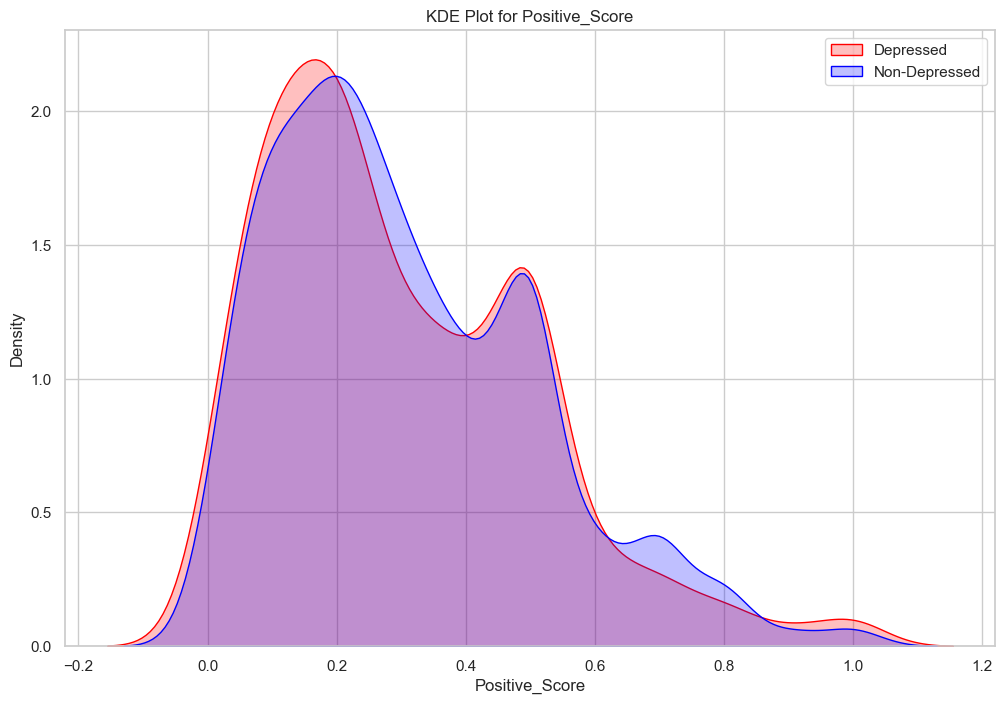 KDE Plot for Positive_Score
Depressed
Non-Depressed
2.0
1.5
1.0
0.5
0.0
Density
−0.2 0.0 0.2 0.4 0.6 0.8 1.0 1.2
Positive_Score